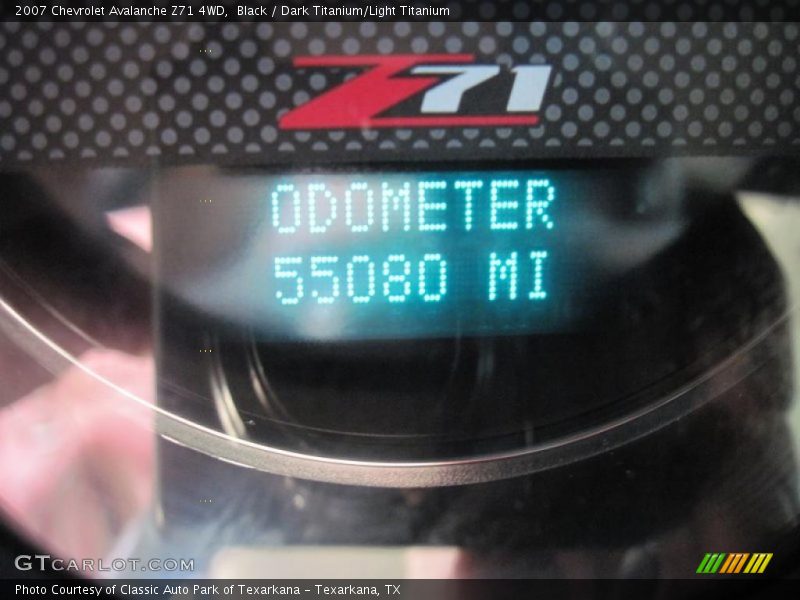 2007 Chevrolet Avalanche Z71 4WD, Black / Dark Titanium/Light Titanium
Z71
ODOMETER
55080 MI
GTCARLOT.COM
Photo Courtesy of Classic Auto Park of Texarkana – Texarkana, TX